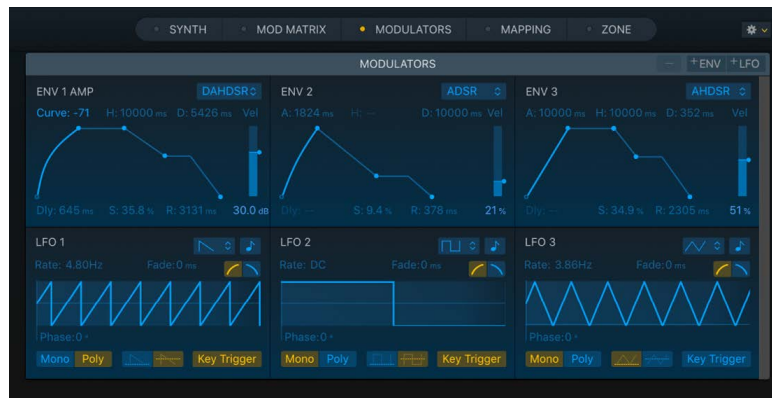 SYNTH MOD MATRIX MODULATORS MAPPING ZONE
MODULATORS
− +ENV +LFO
ENV 1 AMP DAHDSR
Curve: -71 H: 10000 ms D: 5426 ms Vel
Dly: 645 ms S: 35.8 % R: 3131 ms 30.0 dB
ENV 2 ADSR
A: 1824 ms H: -- D: 10000 ms Vel
Dly: -- S: 9.4 % R: 378 ms 21 %
ENV 3 AHDSR
A: 10000 ms H: 10000 ms D: 352 ms Vel
Dly: -- S: 34.9 % R: 2305 ms 51 %
LFO 1
Rate: 4.80Hz Fade: 0 ms
Phase: 0 °
Mono Poly Key Trigger
LFO 2
Rate: DC Fade: 0 ms
Phase: 0 °
Mono Poly Key Trigger
LFO 3
Rate: 3.86Hz Fade: 0 ms
Phase: 0 °
Mono Poly Key Trigger